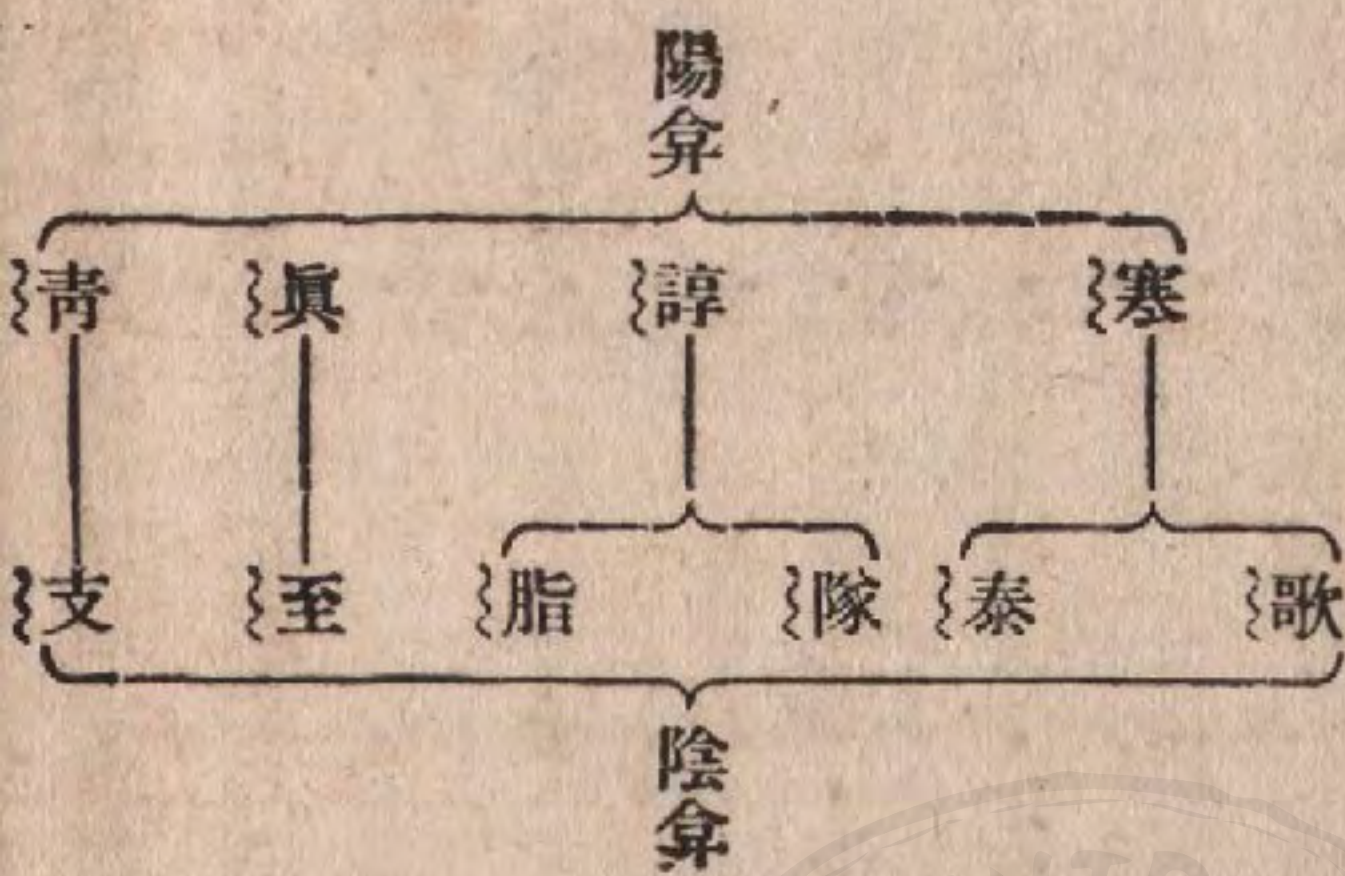 陽弇
青 眞 諄 寒
支 至 脂 隊 泰 歌
陰弇